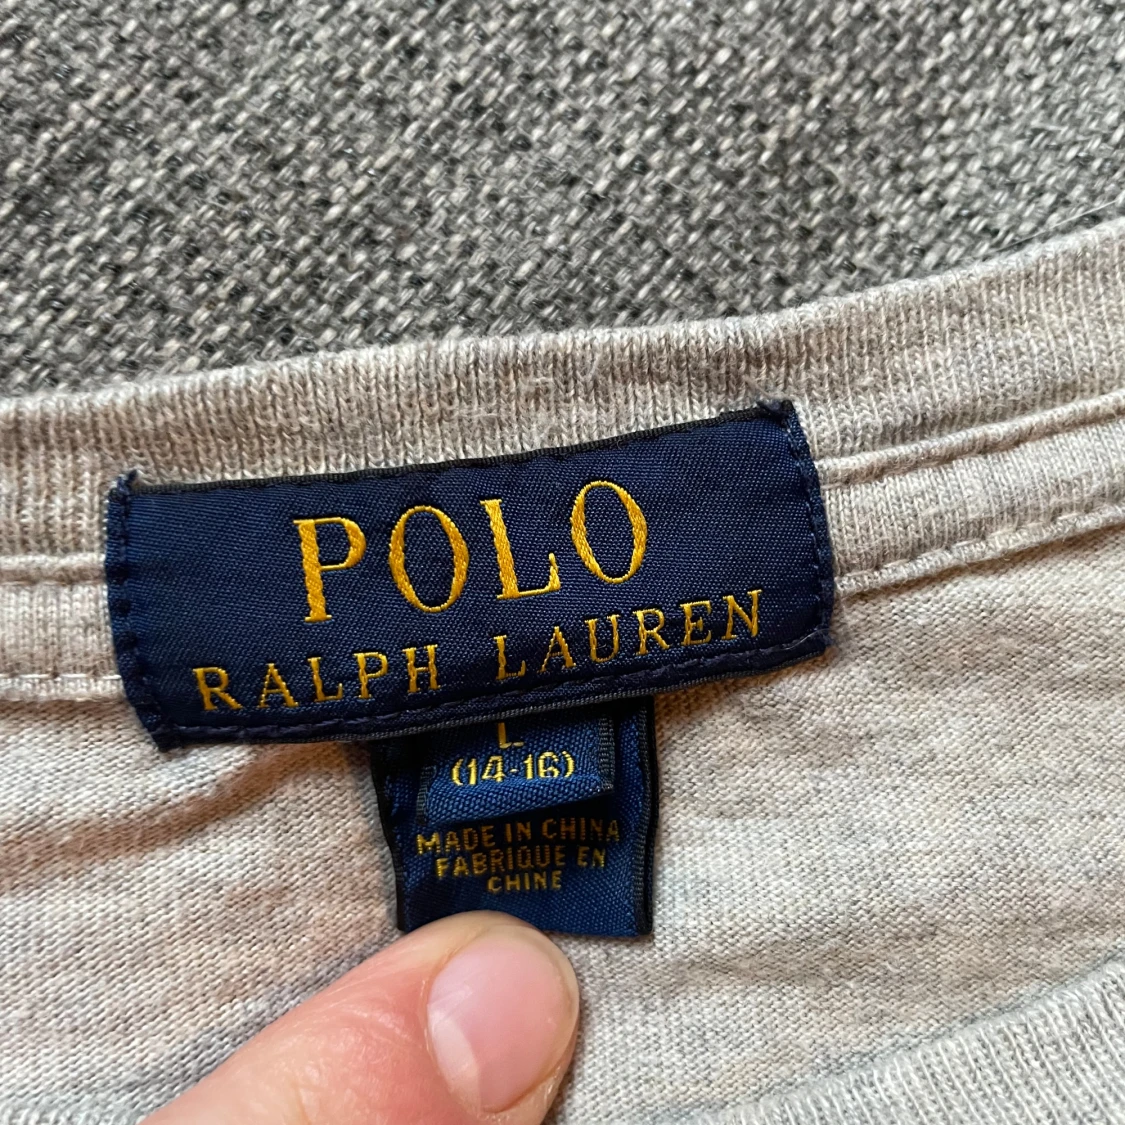 POLO
RALPH LAUREN
L
(14-16)
MADE IN CHINA
FABRIQUE EN
CHINE